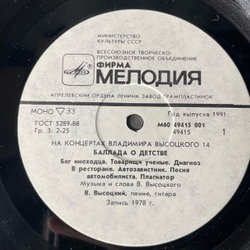 МИНИСТЕРСТВО
КУЛЬТУРЫ СССР
ВСЕСОЮЗНОЕ ТВОРЧЕСКО-
ПРОИЗВОДСТВЕННОЕ ОБЪЕДИНЕНИЕ
ФИРМА
МЕЛОДИЯ
АПРЕЛЕВСКИЙ ОРДЕНА ЛЕНИНА ЗАВОД ГРАМПЛАСТИНОК
МОНО 33
Год выпуска 1991
ГОСТ 5289-88
М60 49415 001
Гр. 3. 2-25
49415
1
НА КОНЦЕРТАХ ВЛАДИМИРА ВЫСОЦКОГО 14
БАЛЛАДА О ДЕТСТВЕ
Бег иноходца. Товарищи ученые. Диагноз
В ресторане. Автозавистник. Песня
автомобилиста. Плагиатор
Музыка и слова В. Высоцкого
В. Высоцкий, пение, гитара
Запись 1978 г.